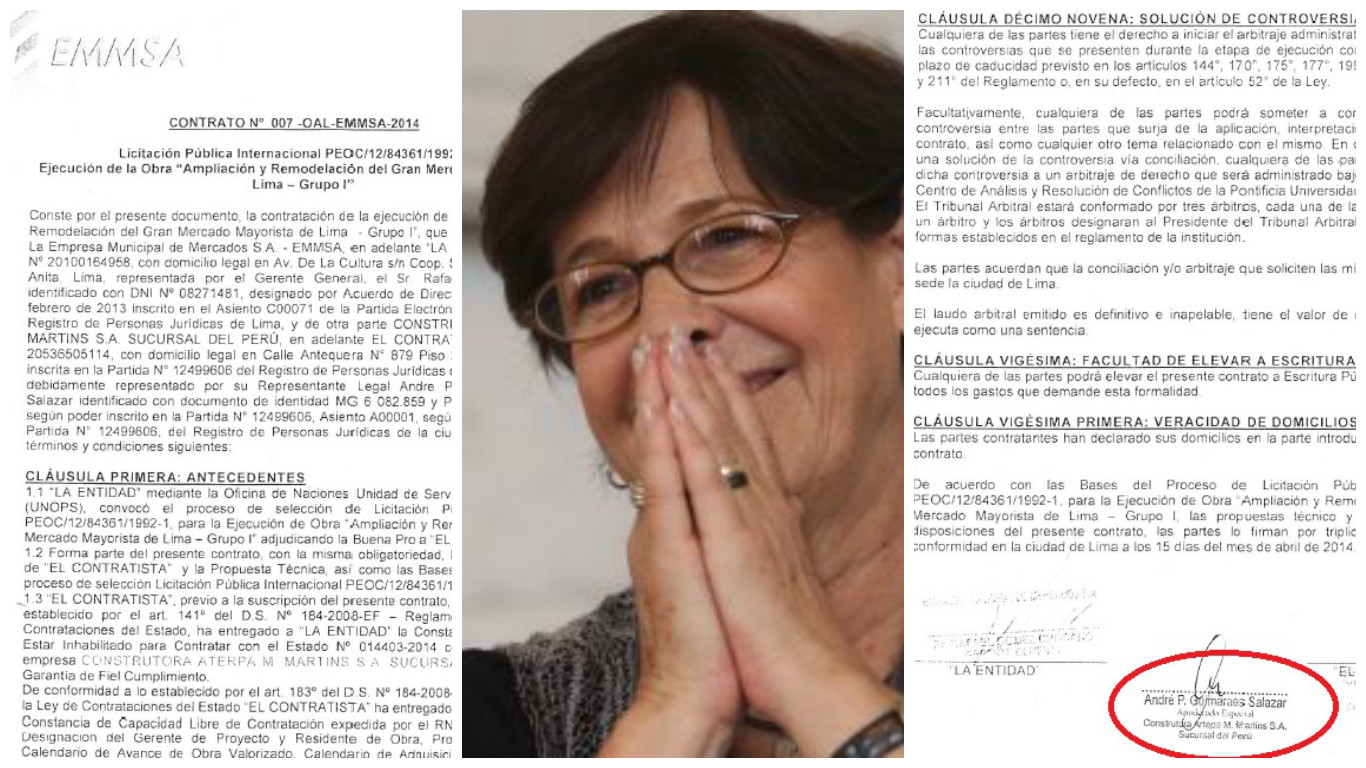 EMMSA
CONTRATO N° 007 -OAL-EMMSA-2014
Licitación Pública Internacional PEOC/12/84361/1992
Ejecución de la Obra "Ampliación y Remodelación del Gran Mer
Lima – Grupo I"
Conste por el presente documento, la contratación de la ejecución de
Remodelación del Gran Mercado Mayorista de Lima - Grupo I", que
La Empresa Municipal de Mercados S.A. - EMMSA, en adelante "LA
Nº 20100164958, con domicilio legal en Av. De La Cultura s/n Coop.
Anita, Lima, representada por el Gerente General, el Sr. Rafa
identificado con DNI Nº 08271481, designado por Acuerdo de Direc
febrero de 2013 inscrito en el Asiento C00071 de la Partida Electrón
Registro de Personas Jurídicas de Lima, y de otra parte CONSTRI
MARTINS S.A. SUCURSAL DEL PERÚ, en adelante EL CONTRA
20536505114, con domicilio legal en Calle Antequera N° 879 Piso
inscrita en la Partida N° 12499606 del Registro de Personas Jurídicas
debidamente representado por su Representante Legal Andre P
Salazar identificado con documento de identidad MG 6 082.859 y P
según poder inscrito en la Partida N° 12499606, Asiento A00001, segú
Partida N° 12499606, del Registro de Personas Jurídicas de la ciu
términos y condiciones siguientes:
CLÁUSULA PRIMERA: ANTECEDENTES
1.1 "LA ENTIDAD" mediante la Oficina de Naciones Unidad de Serv
(UNOPS), convocó el proceso de selección de Licitación P
PEOC/12/84361/1992-1, para la Ejecución de Obra "Ampliación y Rer
Mercado Mayorista de Lima – Grupo I" adjudicando la Buena Pro a "EL
1.2 Forma parte del presente contrato, con la misma obligatoriedad,
de "EL CONTRATISTA" y la Propuesta Técnica, así como las Bases
proceso de selección Licitación Pública Internacional PEOC/12/84361/1
1.3 "EL CONTRATISTA", previo a la suscripción del presente contrato,
establecido por el art. 141º del D.S. Nº 184-2008-EF – Reglam
Contrataciones del Estado, ha entregado a "LA ENTIDAD" la Consta
Estar Inhabilitado para Contratar con el Estado Nº 014403-2014
empresa CONSTRUTORA ATERPA M. MARTINS S.A. SUCURS
Garantía de Fiel Cumplimiento.
De conformidad a lo establecido por el art. 183º del D.S. Nº 184-2008-
la Ley de Contrataciones del Estado "EL CONTRATISTA" ha entregado
Constancia de Capacidad Libre de Contratación expedida por el RN
Designación del Gerente de Proyecto y Residente de Obra, Pro
Calendario de Avance de Obra Valorizado, Calendario de Adquisici
CLÁUSULA DÉCIMO NOVENA: SOLUCIÓN DE CONTROVERSIA
Cualquiera de las partes tiene el derecho a iniciar el arbitraje administrat
las controversias que se presenten durante la etapa de ejecución co
plazo de caducidad previsto en los artículos 144°, 170°, 175°, 177°, 199
y 211° del Reglamento o, en su defecto, en el artículo 52° de la Ley.
Facultativamente, cualquiera de las partes podrá someter a co
controversia entre las partes que surja de la aplicación, interpretaci
contrato, así como cualquier otro tema relacionado con el mismo. En
una solución de la controversia vía conciliación, cualquiera de las par
dicha controversia a un arbitraje de derecho que será administrado baj
Centro de Análisis y Resolución de Conflictos de la Pontificia Universida
El Tribunal Arbitral estará conformado por tres árbitros, cada una de la
un árbitro y los árbitros designaran al Presidente del Tribunal Arbitral
formas establecidos en el reglamento de la institución.
Las partes acuerdan que la conciliación y/o arbitraje que soliciten las mi
sede la ciudad de Lima.
El laudo arbitral emitido es definitivo e inapelable, tiene el valor de
ejecuta como una sentencia.
CLÁUSULA VIGÉSIMA: FACULTAD DE ELEVAR A ESCRITURA
Cualquiera de las partes podrá elevar el presente contrato a Escritura Pú
todos los gastos que demande esta formalidad.
CLÁUSULA VIGÉSIMA PRIMERA: VERACIDAD DE DOMICILIOS
Las partes contratantes han declarado sus domicilios en la parte introdu
contrato.
De acuerdo con las Bases del Proceso de Licitación Púb
PEOC/12/84361/1992-1, para la Ejecución de Obra "Ampliación y Remo
Mercado Mayorista de Lima – Grupo I, las propuestas técnico y
disposiciones del presente contrato, las partes lo firman por triplic
conformidad en la ciudad de Lima a los 15 días del mes de abril de 2014.
"LA ENTIDAD"
"EL
André P. Guimaraes Salazar
Apoderado Especial
Construtora Aterpa M. Martins S.A.
Sucursal del Perú